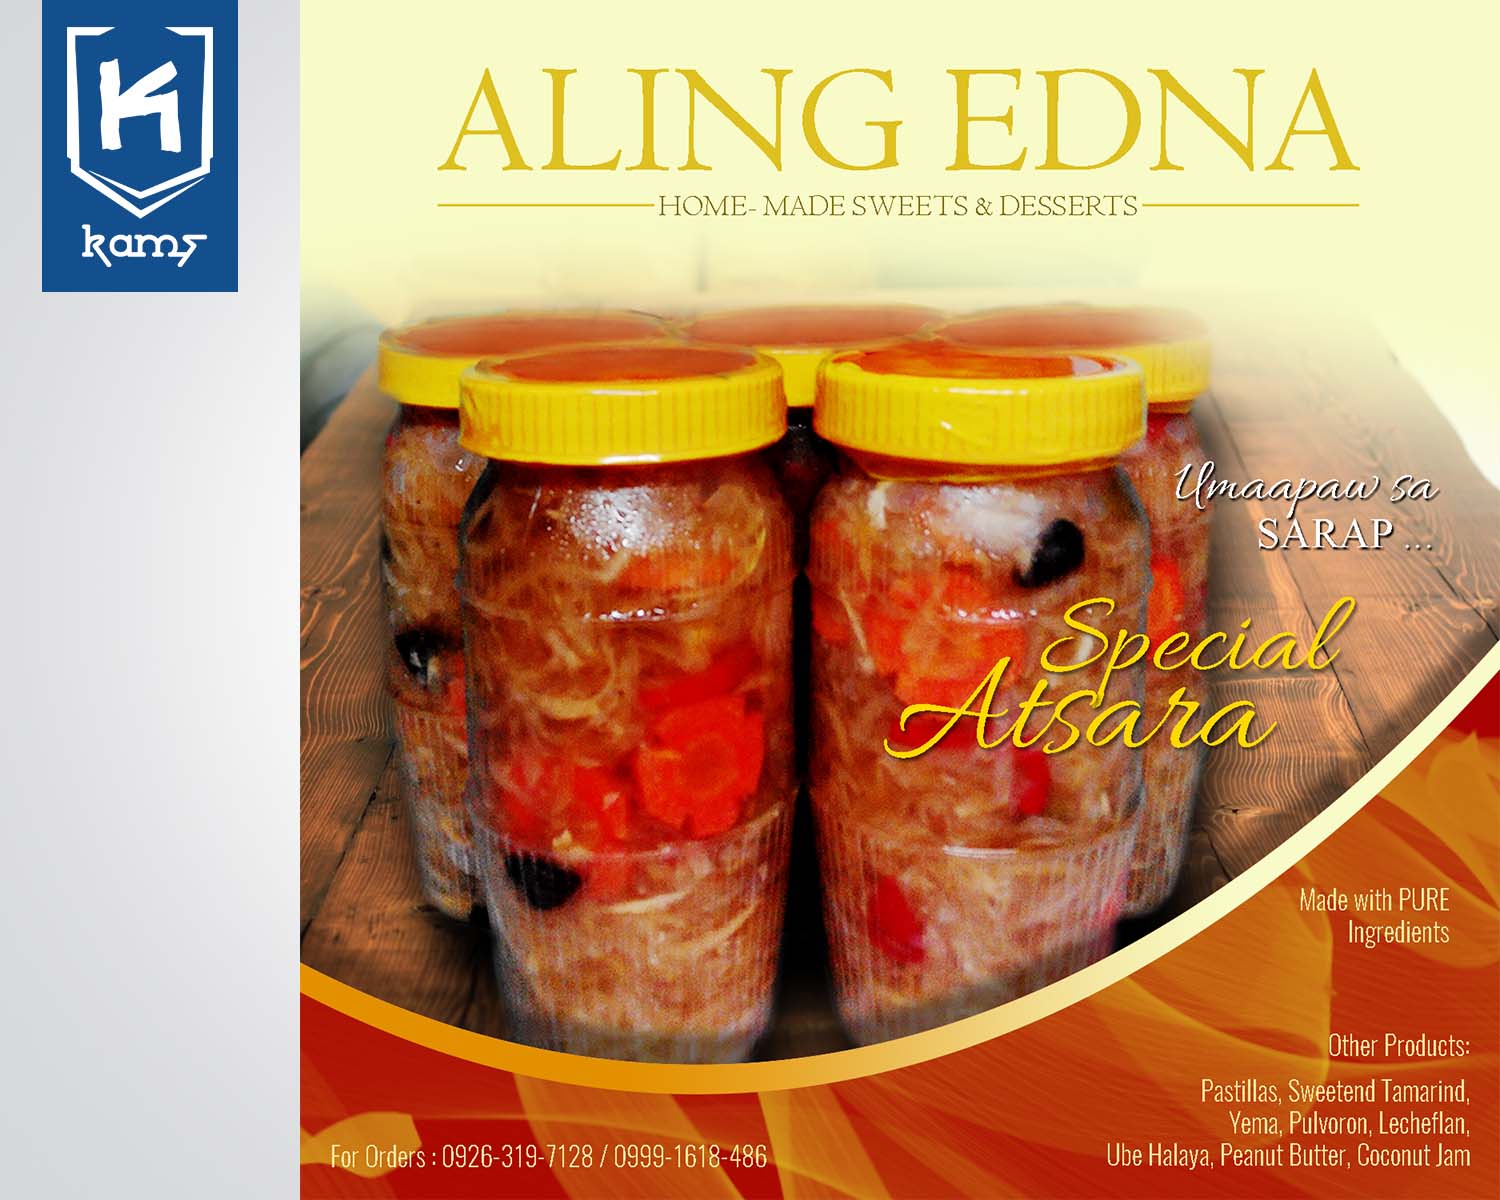 K
kams
ALING EDNA
HOME- MADE SWEETS & DESSERTS
Umaapaw sa
SARAP ...
Special
Atsara
Made with PURE
Ingredients
Other Products:
Pastillas, Sweetend Tamarind,
Yema, Pulvoron, Lecheflan,
Ube Halaya, Peanut Butter, Coconut Jam
For Orders : 0926-319-7128 / 0999-1618-486